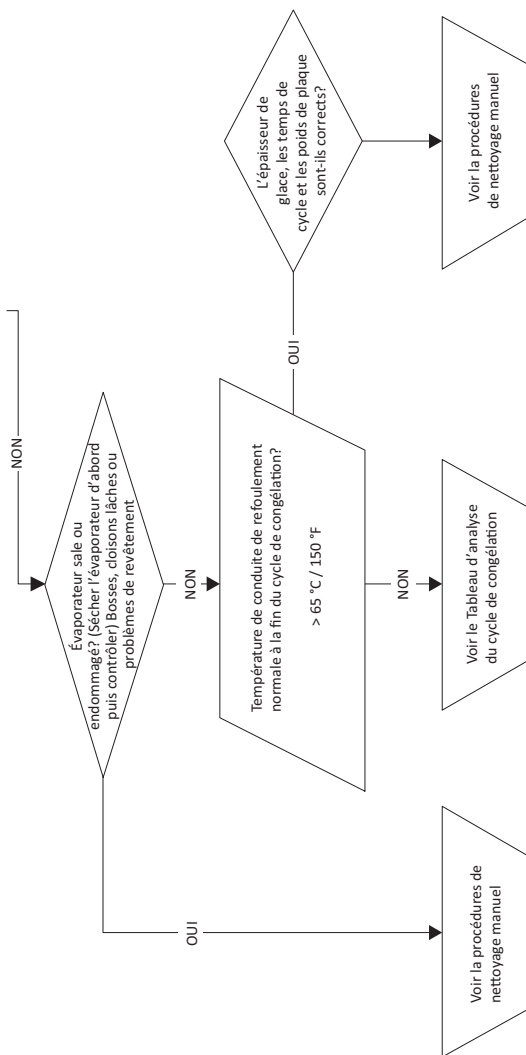 NON
Évaporateur sale ou
endommagé? (Sécher l'évaporateur d'abord
puis contrôler) Bosses, cloisons lâches ou
problèmes de revêtement
OUI
NON
Température de conduite de refoulement
normale à la fin du cycle de congélation?
> 65 °C / 150 °F
OUI
L'épaisseur de
glace, les temps de
cycle et les poids de plaque
sont-ils corrects?
NON
Voir la procédures de
nettoyage manuel
Voir le Tableau d'analyse
du cycle de congélation
Voir la procédures
de nettoyage manuel